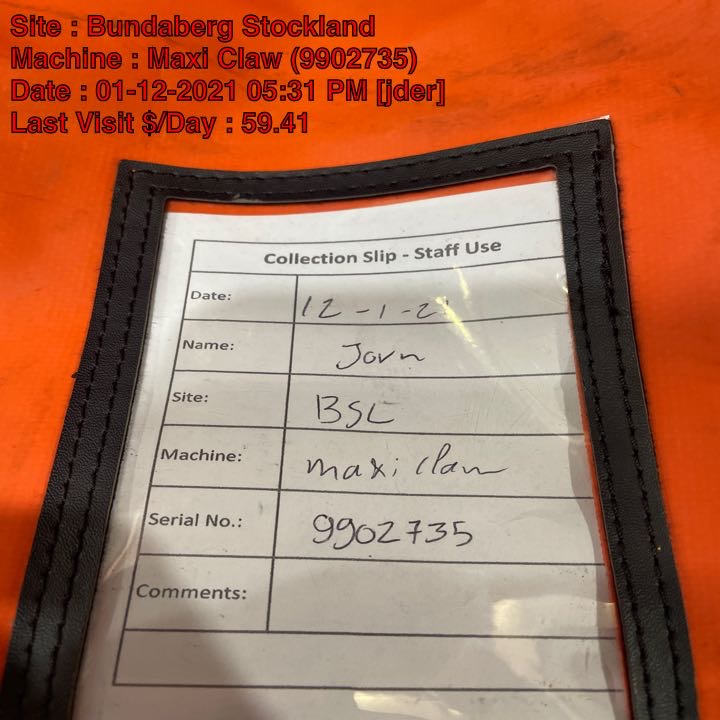 Site : Bundaberg Stockland
Machine : Maxi Claw (9902735)
Date : 01-12-2021 05:31 PM [jder]
Last Visit $/Day : 59.41
Collection Slip - Staff Use
Date: 12-1-21
Name: Jorn
Site: BSL
Machine: maxi claw
Serial No.: 9902735
Comments: